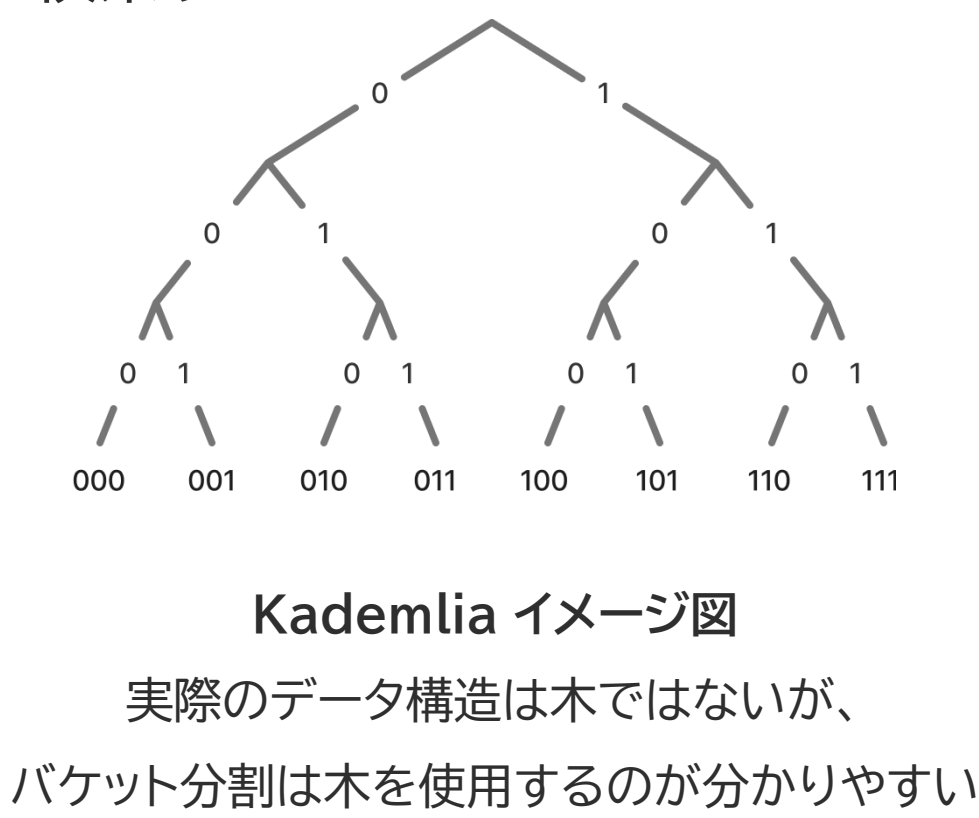 0 1
0 1 0 1
0 1 0 1 0 1 0 1
000 001 010 011 100 101 110 111
Kademlia イメージ図
実際のデータ構造は木ではないが、
バケット分割は木を使用するのが分かりやすい